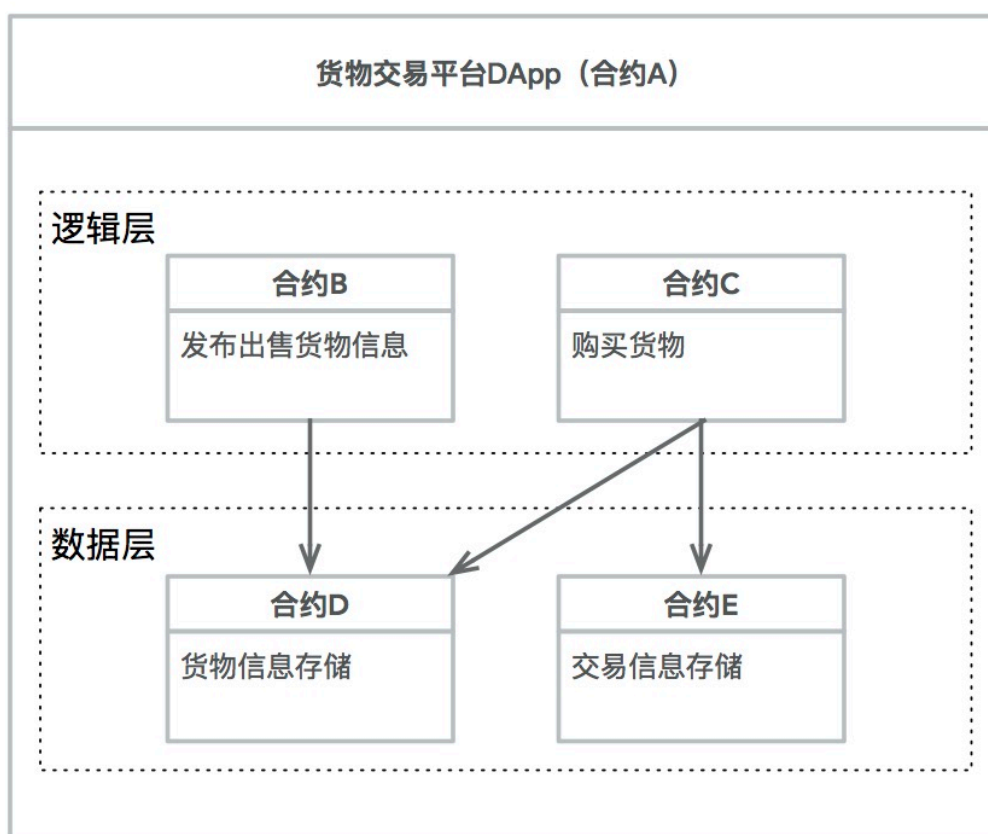 货物交易平台DApp（合约A）
逻辑层
合约B
合约C
发布出售货物信息
购买货物
数据层
合约D
合约E
货物信息存储
交易信息存储